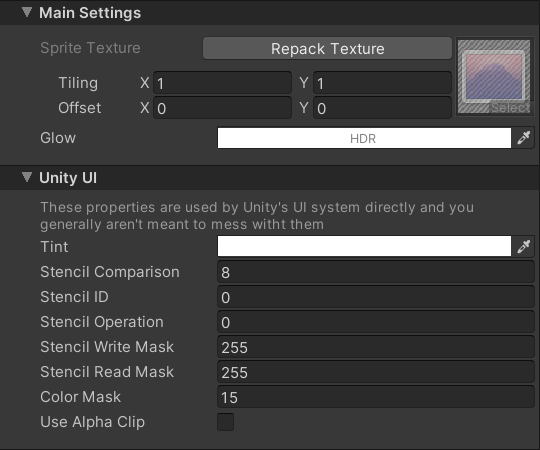 Main Settings
Sprite Texture Repack Texture
Tiling X 1 Y 1
Offset X 0 Y 0
Select
Glow HDR
Unity UI
These properties are used by Unity's UI system directly and you
generally aren't meant to mess witht them
Tint
Stencil Comparison 8
Stencil ID 0
Stencil Operation 0
Stencil Write Mask 255
Stencil Read Mask 255
Color Mask 15
Use Alpha Clip